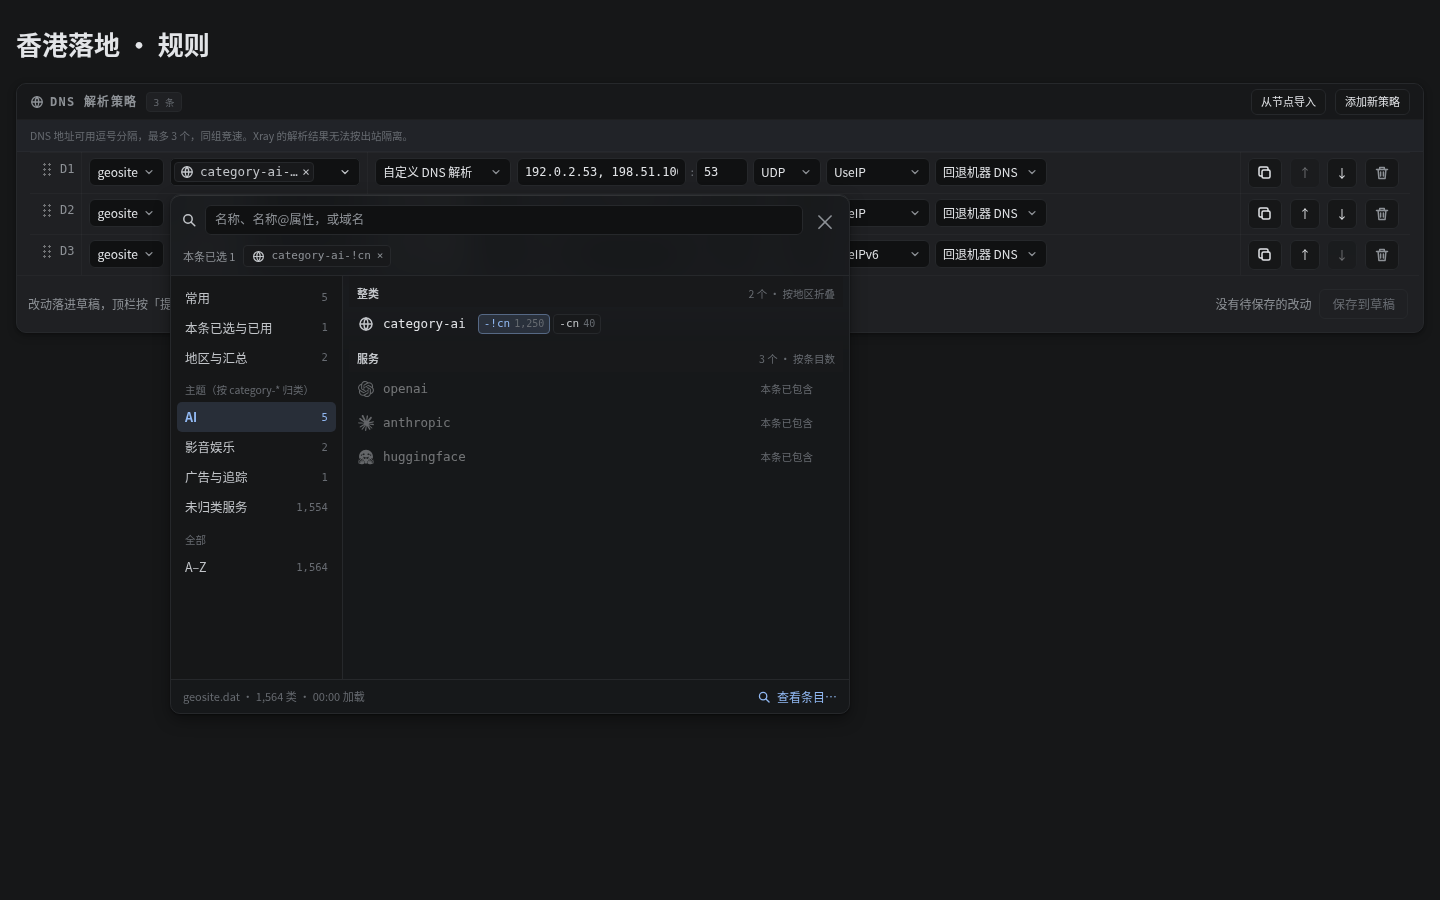 香港落地 · 规则
DNS 解析策略 3 条 从节点导入 添加新策略
DNS 地址可用逗号分隔，最多 3 个，同组竞速。Xray 的解析结果无法按出站隔离。
D1 geosite category-ai-… × 自定义 DNS 解析 192.0.2.53, 198.51.10 : 53 UDP UseIP 回退机器 DNS
D2 geosite eIP 回退机器 DNS
D3 geosite eIPv6 回退机器 DNS
改动落进草稿，顶栏按「提 没有待保存的改动 保存到草稿
名称、名称@属性，或域名
本条已选 1 category-ai-!cn ×
常用 5
本条已选与已用 1
地区与汇总 2
主题（按 category-* 归类）
AI 5
影音娱乐 2
广告与追踪 1
未归类服务 1,554
全部
A–Z 1,564
整类 2 个 · 按地区折叠
category-ai -!cn 1,250 -cn 40
服务 3 个 · 按条目数
openai 本条已包含
anthropic 本条已包含
huggingface 本条已包含
geosite.dat · 1,564 类 · 00:00 加载 查看条目…